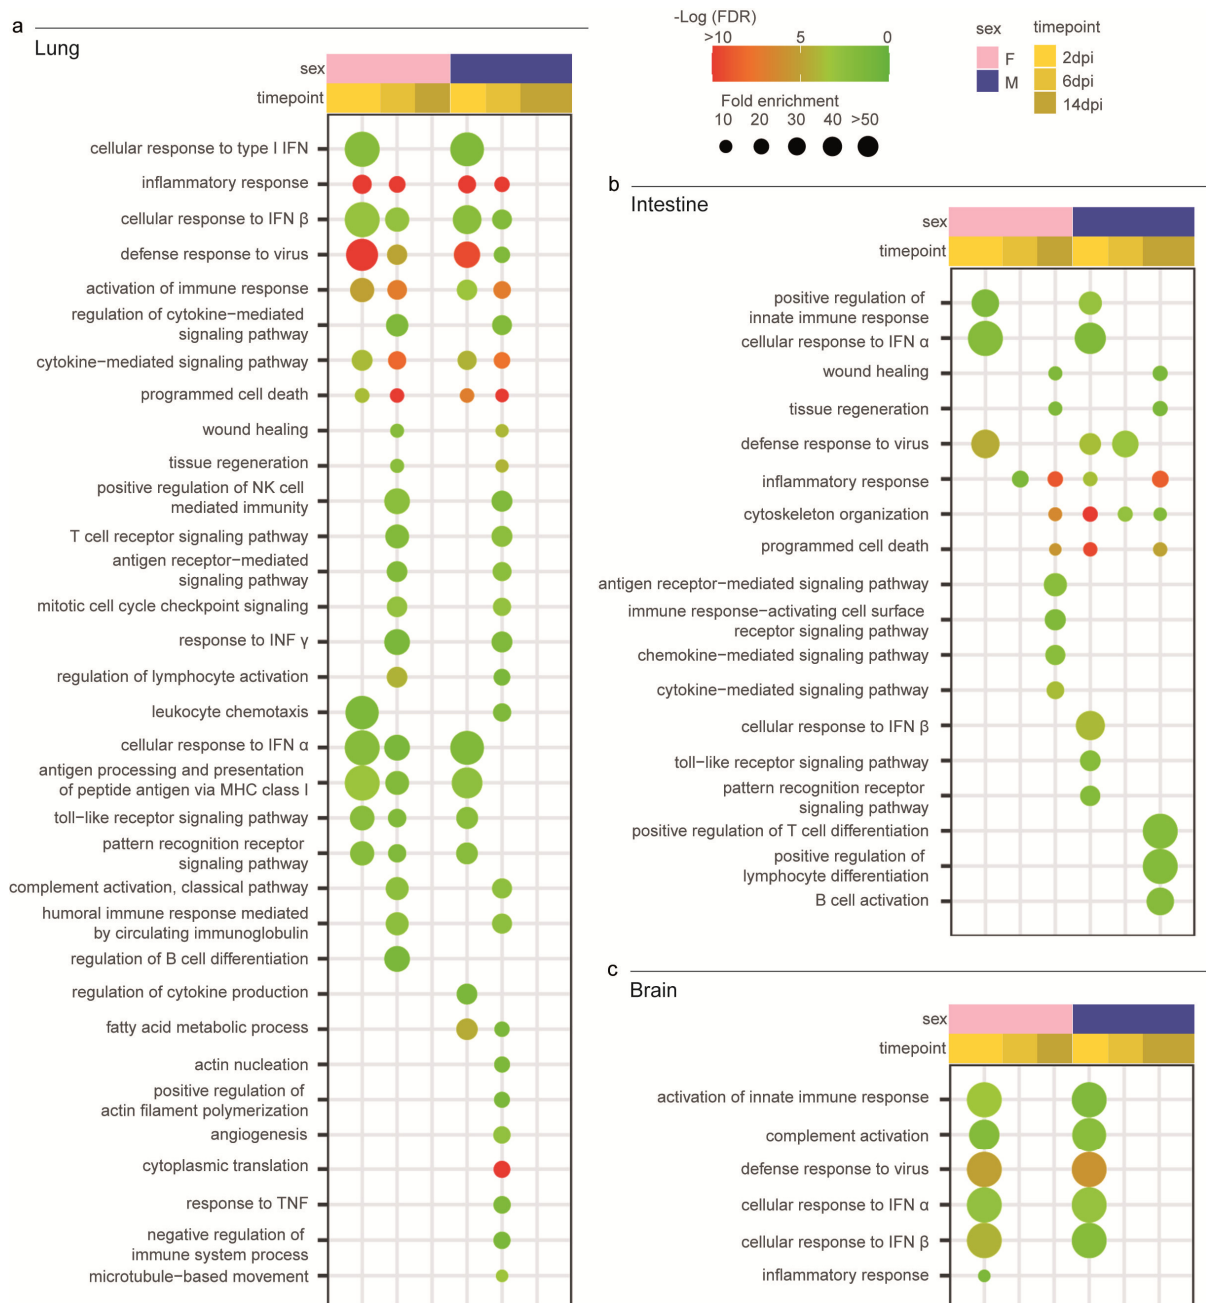 a
Lung
sex
timepoint
cellular response to type I IFN
inflammatory response
cellular response to IFN β
defense response to virus
activation of immune response
regulation of cytokine−mediated
signaling pathway
cytokine−mediated signaling pathway
programmed cell death
wound healing
tissue regeneration
positive regulation of NK cell
mediated immunity
T cell receptor signaling pathway
antigen receptor−mediated
signaling pathway
mitotic cell cycle checkpoint signaling
response to INF γ
regulation of lymphocyte activation
leukocyte chemotaxis
cellular response to IFN α
antigen processing and presentation
of peptide antigen via MHC class I
toll−like receptor signaling pathway
pattern recognition receptor
signaling pathway
complement activation, classical pathway
humoral immune response mediated
by circulating immunoglobulin
regulation of B cell differentiation
regulation of cytokine production
fatty acid metabolic process
actin nucleation
positive regulation of
actin filament polymerization
angiogenesis
cytoplasmic translation
response to TNF
negative regulation of
immune system process
microtubule−based movement
-Log (FDR)
>10 5 0
Fold enrichment
10 20 30 40 >50
sex
F
M
timepoint
2dpi
6dpi
14dpi
b
Intestine
sex
timepoint
positive regulation of
innate immune response
cellular response to IFN α
wound healing
tissue regeneration
defense response to virus
inflammatory response
cytoskeleton organization
programmed cell death
antigen receptor−mediated signaling pathway
immune response−activating cell surface
receptor signaling pathway
chemokine−mediated signaling pathway
cytokine−mediated signaling pathway
cellular response to IFN β
toll−like receptor signaling pathway
pattern recognition receptor
signaling pathway
positive regulation of T cell differentiation
positive regulation of
lymphocyte differentiation
B cell activation
c
Brain
sex
timepoint
activation of innate immune response
complement activation
defense response to virus
cellular response to IFN α
cellular response to IFN β
inflammatory response